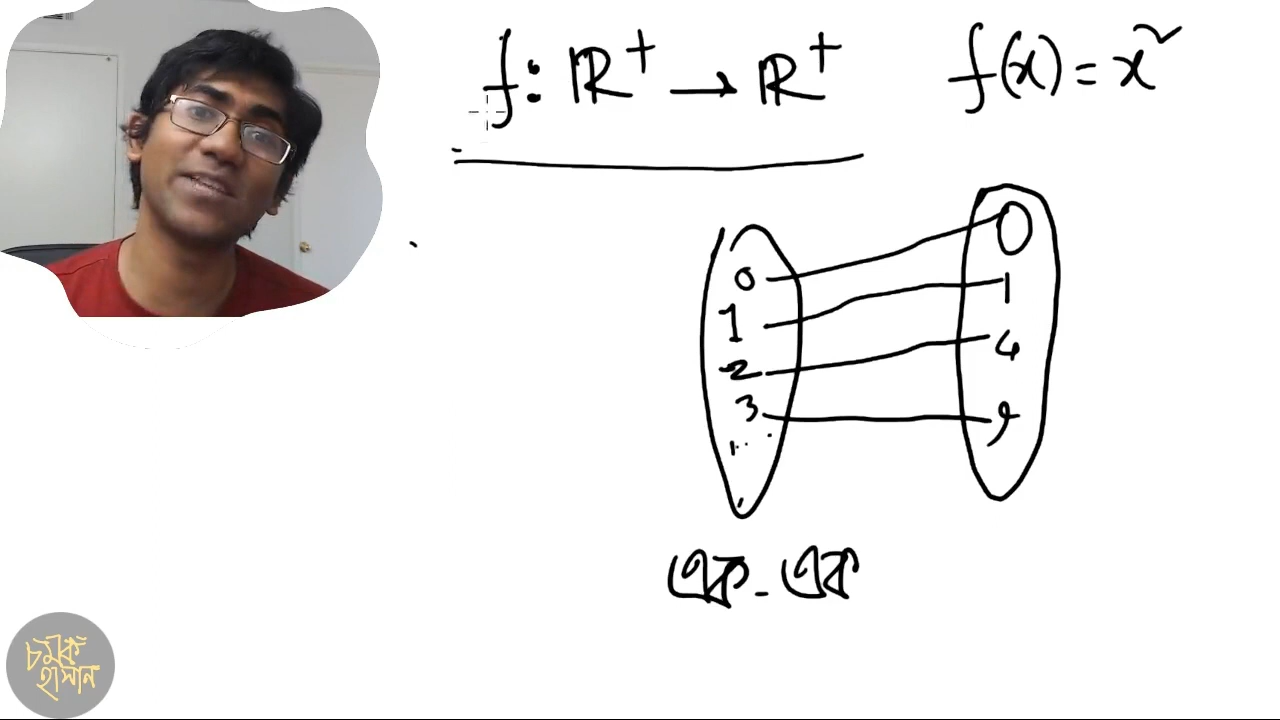 f: ℝ⁺ → ℝ⁺ f(x) = x²
0 0
1 1
2 4
3 9
এক - এক
চমক
হাসান